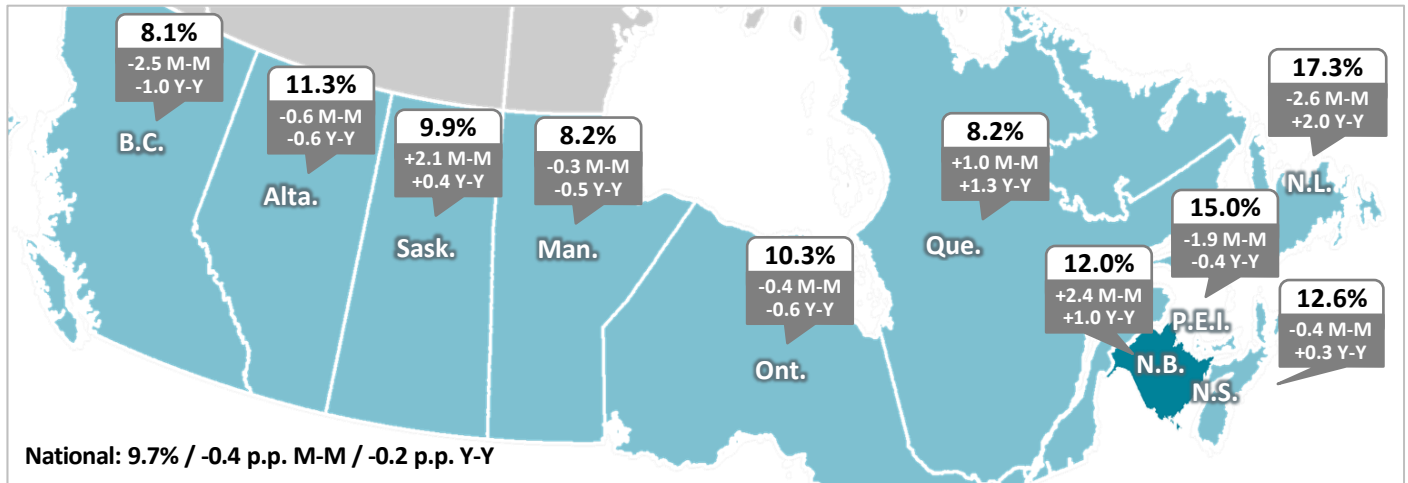 8.1%
-2.5 M-M
-1.0 Y-Y
B.C.
11.3%
-0.6 M-M
-0.6 Y-Y
Alta.
9.9%
+2.1 M-M
+0.4 Y-Y
Sask.
8.2%
-0.3 M-M
-0.5 Y-Y
Man.
10.3%
-0.4 M-M
-0.6 Y-Y
Ont.
8.2%
+1.0 M-M
+1.3 Y-Y
Que.
17.3%
-2.6 M-M
+2.0 Y-Y
N.L.
15.0%
-1.9 M-M
-0.4 Y-Y
P.E.I.
12.0%
+2.4 M-M
+1.0 Y-Y
N.B.
12.6%
-0.4 M-M
+0.3 Y-Y
N.S.
National: 9.7% / -0.4 p.p. M-M / -0.2 p.p. Y-Y